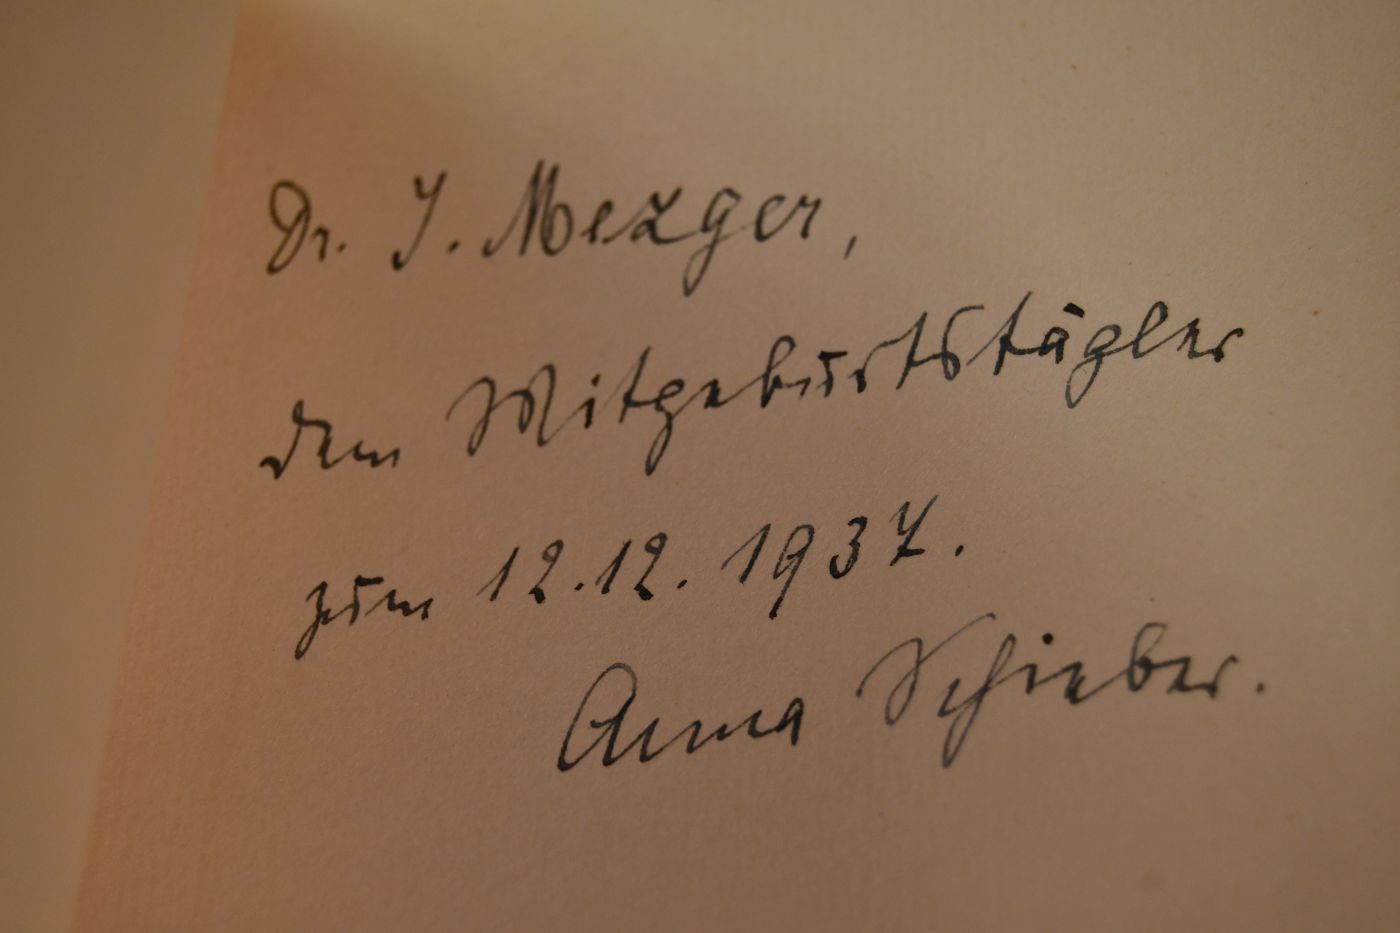 Dr. J. Mezger,
dem Mitgeburtstägler
zum 12.12.1937.
Anna Schieber.